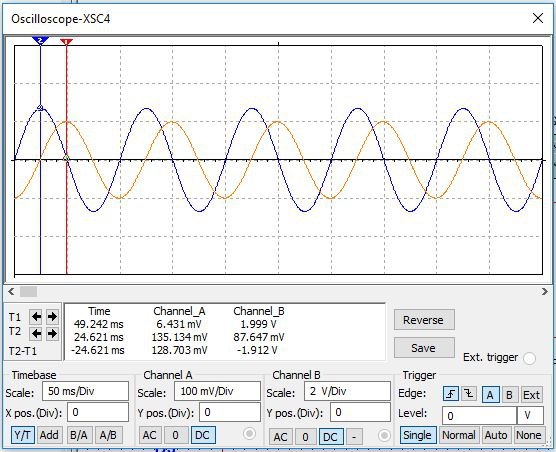 Oscilloscope-XSC4
2 1
T1
T2
T2-T1
Time Channel_A Channel_B
49.242 ms 6.431 mV 1.999 V
24.621 ms 135.134 mV 87.647 mV
-24.621 ms 128.703 mV -1.912 V
Reverse
Save
Ext. trigger
Timebase
Scale: 50 ms/Div
X pos.(Div): 0
Y/T Add B/A A/B
Channel A
Scale: 100 mV/Div
Y pos.(Div): 0
AC 0 DC
Channel B
Scale: 2 V/Div
Y pos.(Div): 0
AC 0 DC -
Trigger
Edge: A B Ext
Level: 0 V
Single Normal Auto None